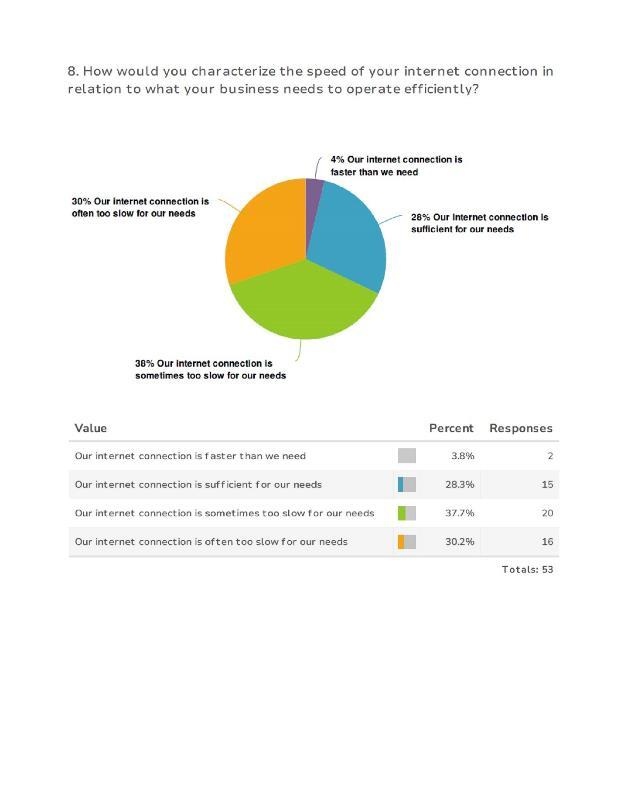 8. How would you characterize the speed of your internet connection in
relation to what your business needs to operate efficiently?
4% Our internet connection is
faster than we need
30% Our internet connection is
often too slow for our needs
28% Our internet connection is
sufficient for our needs
38% Our internet connection is
sometimes too slow for our needs
Value Percent Responses
Our internet connection is faster than we need 3.8% 2
Our internet connection is sufficient for our needs 28.3% 15
Our internet connection is sometimes too slow for our needs 37.7% 20
Our internet connection is often too slow for our needs 30.2% 16
Totals: 53